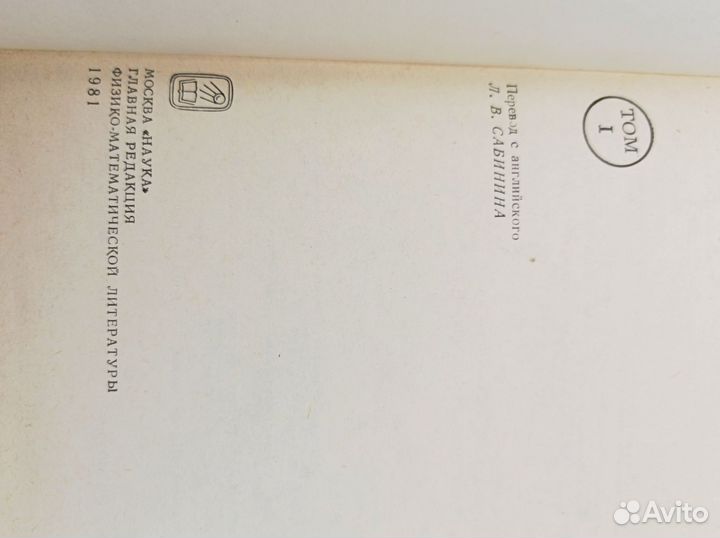 ТОМ
I
Перевод с английского
Л. В. САБИНИНА
МОСКВА «НАУКА»
ГЛАВНАЯ РЕДАКЦИЯ
ФИЗИКО-МАТЕМАТИЧЕСКОЙ ЛИТЕРАТУРЫ
1981
Avito